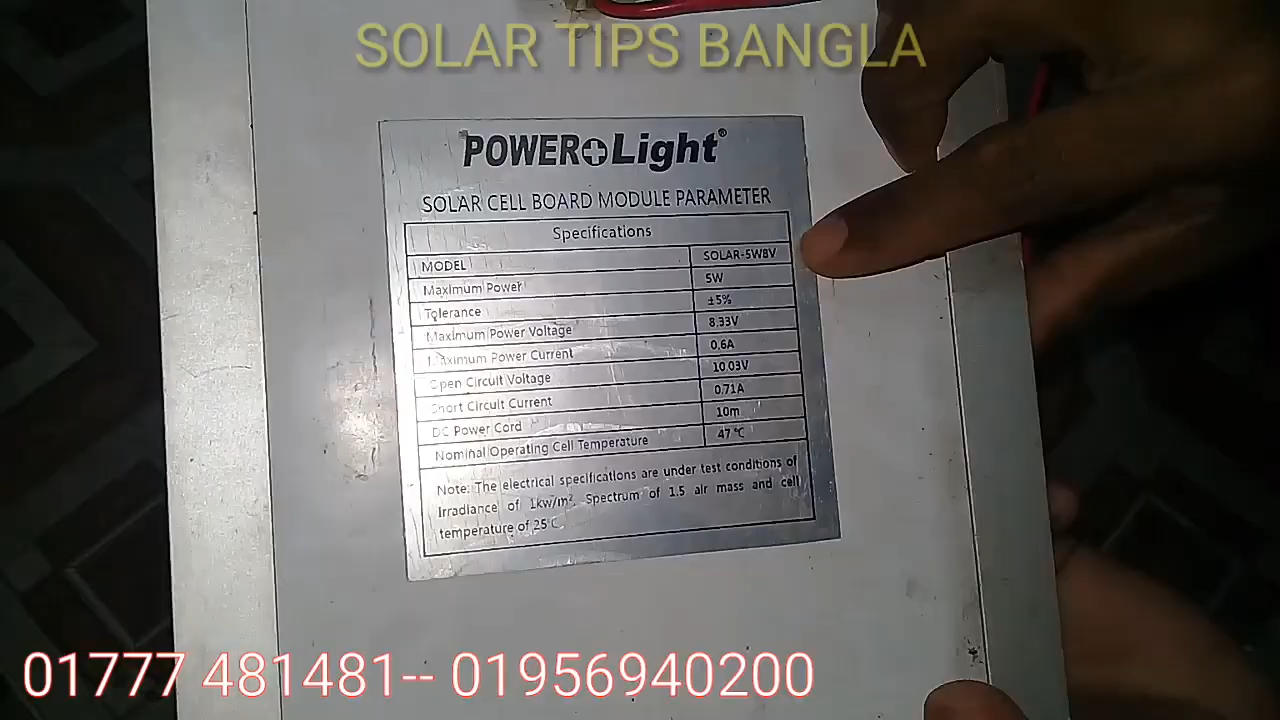 SOLAR TIPS BANGLA
POWER+Light®
SOLAR CELL BOARD MODULE PARAMETER
Specifications
MODEL SOLAR-5W8V
Maximum Power 5W
Tolerance ±5%
Maximum Power Voltage 8.33V
Maximum Power Current 0.6A
Open Circuit Voltage 10.03V
Short Circuit Current 0.71A
DC Power Cord 10m
Nominal Operating Cell Temperature 47℃
Note: The electrical specifications are under test conditions of
Irradiance of 1kw/m². Spectrum of 1.5 air mass and cell
temperature of 25℃
01777 481481-- 01956940200